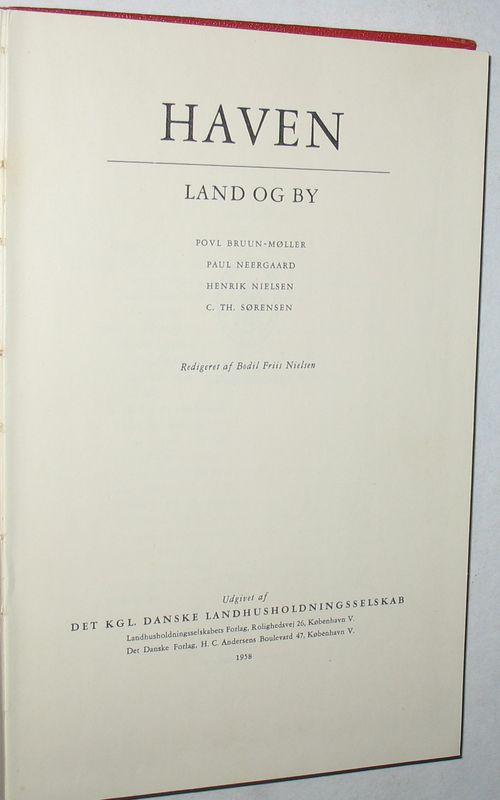 HAVEN
LAND OG BY
POVL BRUUN-MØLLER
PAUL NEERGAARD
HENRIK NIELSEN
C. TH. SØRENSEN
Redigeret af Bodil Friis Nielsen
Udgivet af
DET KGL. DANSKE LANDHUSHOLDNINGSSELSKAB
Landhusholdningsselskabets Forlag, Rolighedsvej 26, København V.
Det Danske Forlag, H. C. Andersens Boulevard 47, København V.
1958